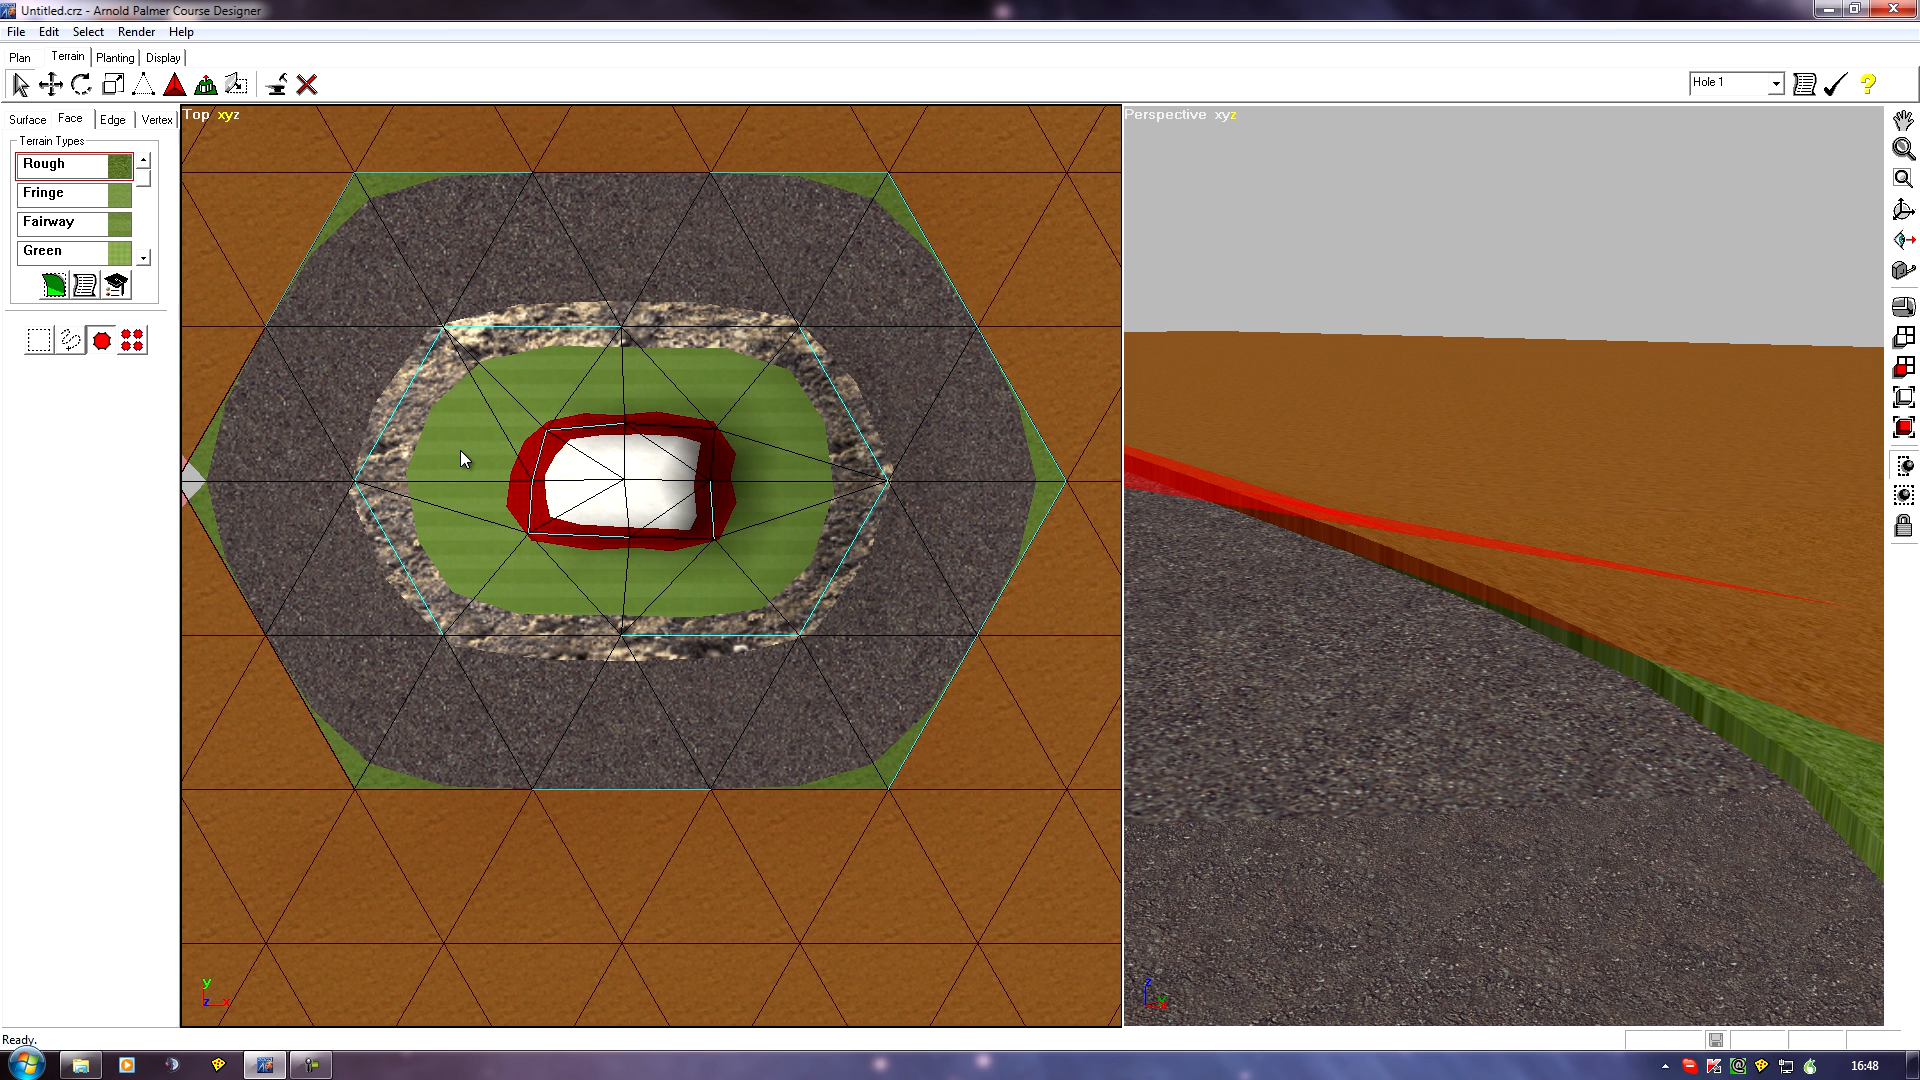 Untitled.crz - Arnold Palmer Course Designer
File Edit Select Render Help
Plan Terrain Planting Display
Hole 1
Surface Face Edge Vertex
Terrain Types
Rough
Fringe
Fairway
Green
Top xyz
Perspective xyz
y
z x
z
y
x
Ready.
16:48